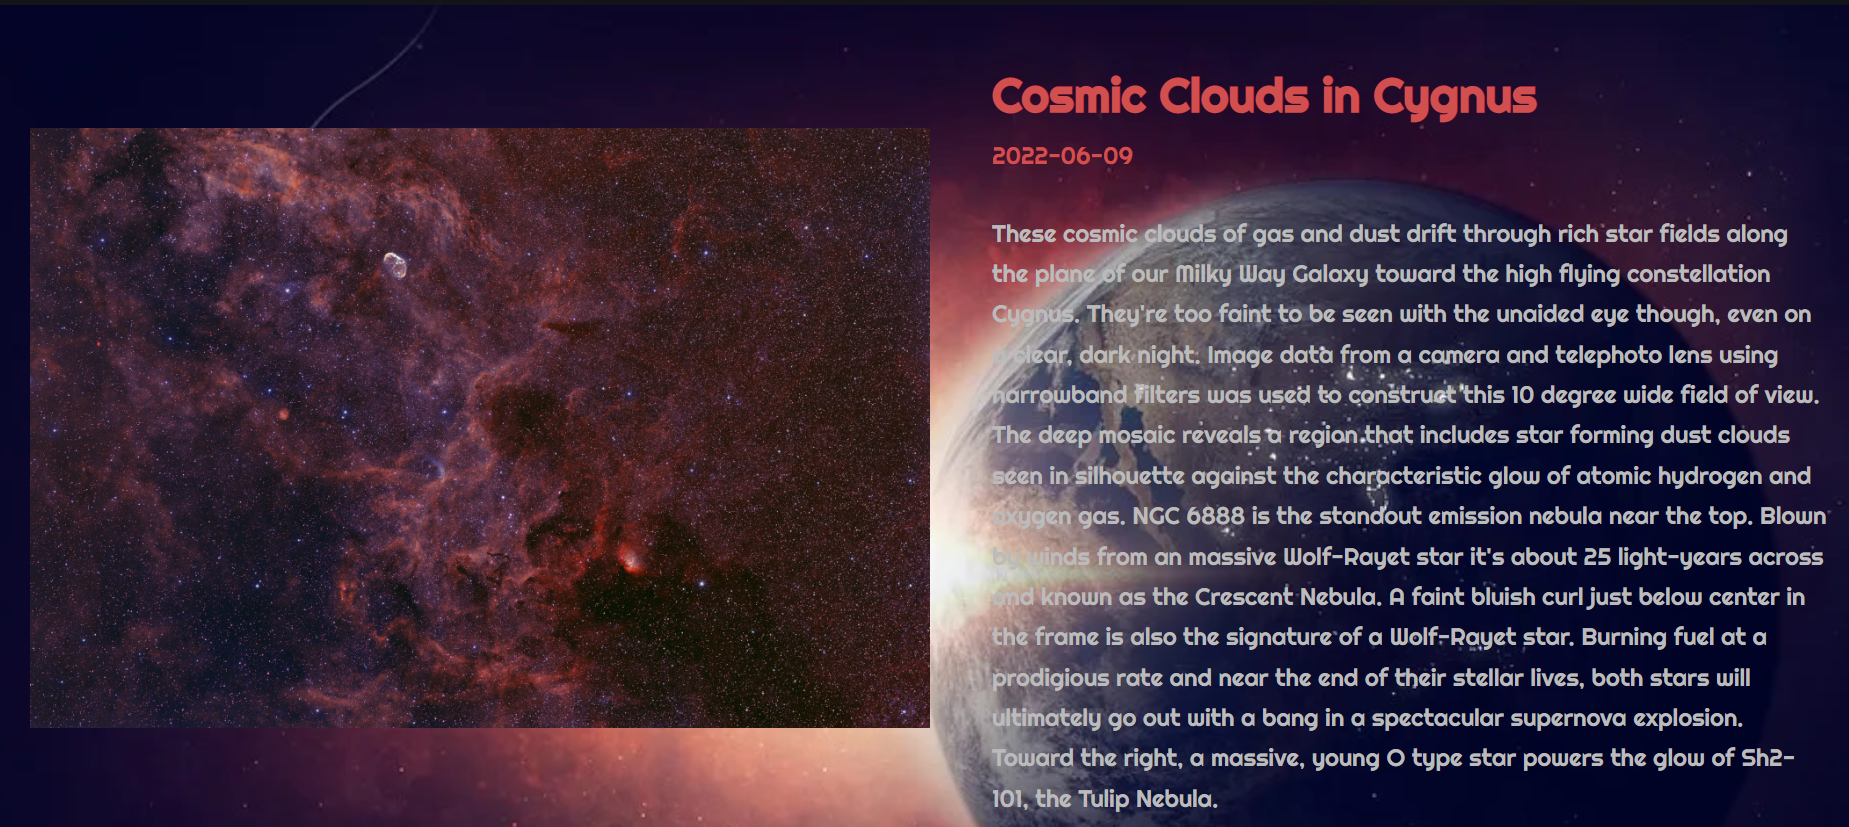 Cosmic Clouds in Cygnus
2022-06-09
These cosmic clouds of gas and dust drift through rich star fields along
the plane of our Milky Way Galaxy toward the high flying constellation
Cygnus. They're too faint to be seen with the unaided eye though, even on
a clear, dark night. Image data from a camera and telephoto lens using
narrowband filters was used to construct this 10 degree wide field of view.
The deep mosaic reveals a region that includes star forming dust clouds
seen in silhouette against the characteristic glow of atomic hydrogen and
oxygen gas. NGC 6888 is the standout emission nebula near the top. Blown
by winds from an massive Wolf-Rayet star it's about 25 light-years across
and known as the Crescent Nebula. A faint bluish curl just below center in
the frame is also the signature of a Wolf-Rayet star. Burning fuel at a
prodigious rate and near the end of their stellar lives, both stars will
ultimately go out with a bang in a spectacular supernova explosion.
Toward the right, a massive, young O type star powers the glow of Sh2-
101, the Tulip Nebula.